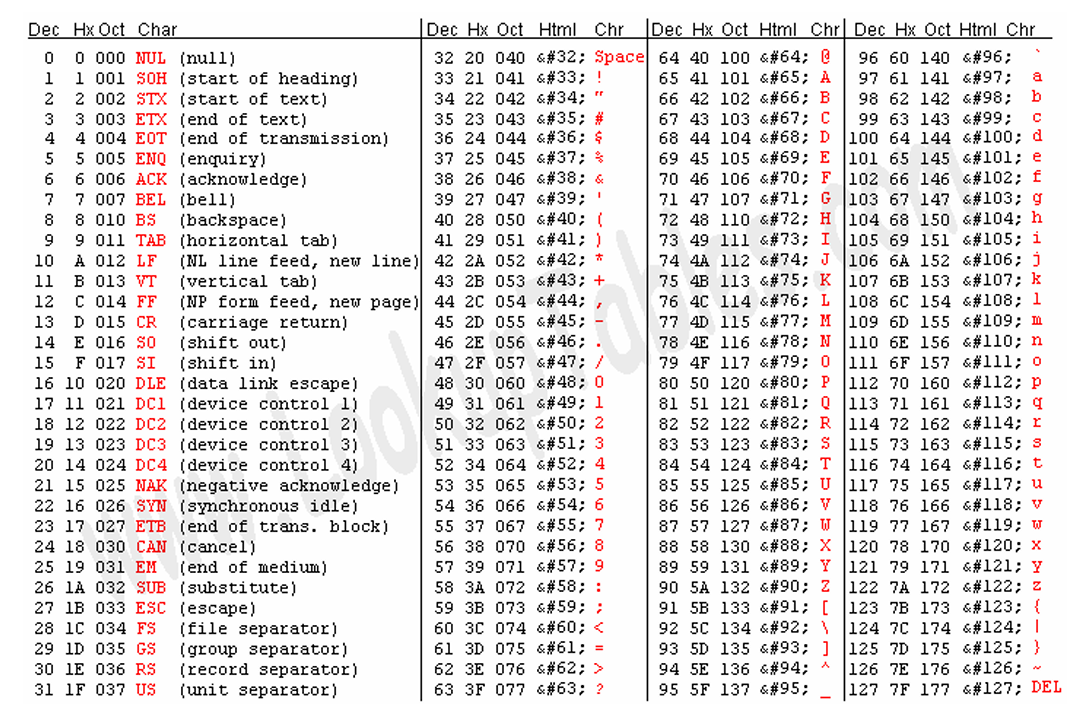 Dec Hx Oct Char Dec Hx Oct Html Chr Dec Hx Oct Html Chr Dec Hx Oct Html Chr
0 0 000 NUL (null) 32 20 040 &#32; Space 64 40 100 &#64; @ 96 60 140 &#96; `
1 1 001 SOH (start of heading) 33 21 041 &#33; ! 65 41 101 &#65; A 97 61 141 &#97; a
2 2 002 STX (start of text) 34 22 042 &#34; " 66 42 102 &#66; B 98 62 142 &#98; b
3 3 003 ETX (end of text) 35 23 043 &#35; # 67 43 103 &#67; C 99 63 143 &#99; c
4 4 004 EOT (end of transmission) 36 24 044 &#36; $ 68 44 104 &#68; D 100 64 144 &#100; d
5 5 005 ENQ (enquiry) 37 25 045 &#37; % 69 45 105 &#69; E 101 65 145 &#101; e
6 6 006 ACK (acknowledge) 38 26 046 &#38; & 70 46 106 &#70; F 102 66 146 &#102; f
7 7 007 BEL (bell) 39 27 047 &#39; ' 71 47 107 &#71; G 103 67 147 &#103; g
8 8 010 BS (backspace) 40 28 050 &#40; ( 72 48 110 &#72; H 104 68 150 &#104; h
9 9 011 TAB (horizontal tab) 41 29 051 &#41; ) 73 49 111 &#73; I 105 69 151 &#105; i
10 A 012 LF (NL line feed, new line) 42 2A 052 &#42; * 74 4A 112 &#74; J 106 6A 152 &#106; j
11 B 013 VT (vertical tab) 43 2B 053 &#43; + 75 4B 113 &#75; K 107 6B 153 &#107; k
12 C 014 FF (NP form feed, new page) 44 2C 054 &#44; , 76 4C 114 &#76; L 108 6C 154 &#108; l
13 D 015 CR (carriage return) 45 2D 055 &#45; - 77 4D 115 &#77; M 109 6D 155 &#109; m
14 E 016 SO (shift out) 46 2E 056 &#46; . 78 4E 116 &#78; N 110 6E 156 &#110; n
15 F 017 SI (shift in) 47 2F 057 &#47; / 79 4F 117 &#79; O 111 6F 157 &#111; o
16 10 020 DLE (data link escape) 48 30 060 &#48; 0 80 50 120 &#80; P 112 70 160 &#112; p
17 11 021 DC1 (device control 1) 49 31 061 &#49; 1 81 51 121 &#81; Q 113 71 161 &#113; q
18 12 022 DC2 (device control 2) 50 32 062 &#50; 2 82 52 122 &#82; R 114 72 162 &#114; r
19 13 023 DC3 (device control 3) 51 33 063 &#51; 3 83 53 123 &#83; S 115 73 163 &#115; s
20 14 024 DC4 (device control 4) 52 34 064 &#52; 4 84 54 124 &#84; T 116 74 164 &#116; t
21 15 025 NAK (negative acknowledge) 53 35 065 &#53; 5 85 55 125 &#85; U 117 75 165 &#117; u
22 16 026 SYN (synchronous idle) 54 36 066 &#54; 6 86 56 126 &#86; V 118 76 166 &#118; v
23 17 027 ETB (end of trans. block) 55 37 067 &#55; 7 87 57 127 &#87; W 119 77 167 &#119; w
24 18 030 CAN (cancel) 56 38 070 &#56; 8 88 58 130 &#88; X 120 78 170 &#120; x
25 19 031 EM (end of medium) 57 39 071 &#57; 9 89 59 131 &#89; Y 121 79 171 &#121; y
26 1A 032 SUB (substitute) 58 3A 072 &#58; : 90 5A 132 &#90; Z 122 7A 172 &#122; z
27 1B 033 ESC (escape) 59 3B 073 &#59; ; 91 5B 133 &#91; [ 123 7B 173 &#123; {
28 1C 034 FS (file separator) 60 3C 074 &#60; < 92 5C 134 &#92; \ 124 7C 174 &#124; |
29 1D 035 GS (group separator) 61 3D 075 &#61; = 93 5D 135 &#93; ] 125 7D 175 &#125; }
30 1E 036 RS (record separator) 62 3E 076 &#62; > 94 5E 136 &#94; ^ 126 7E 176 &#126; ~
31 1F 037 US (unit separator) 63 3F 077 &#63; ? 95 5F 137 &#95; _ 127 7F 177 &#127; DEL
www.LookupTables.com